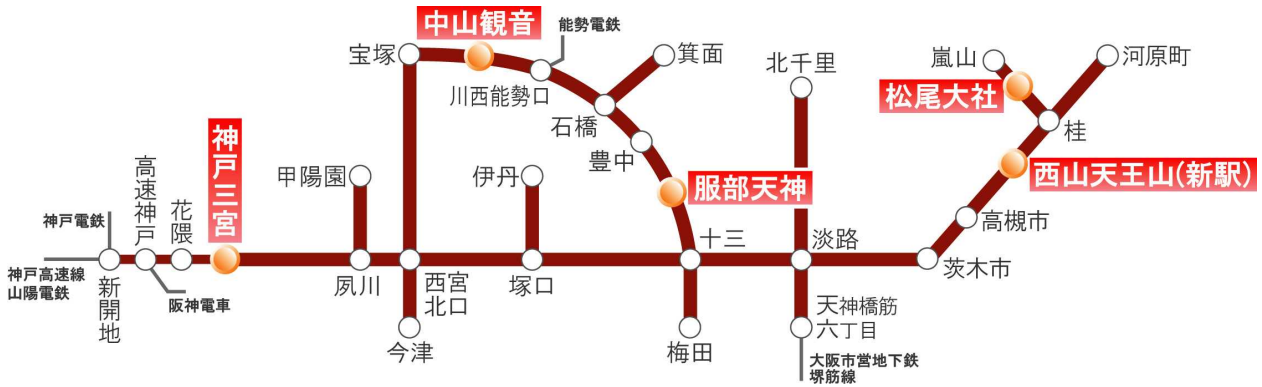 中山観音
能勢電鉄
宝塚
箕面
川西能勢口
石橋
豊中
北千里
嵐山
河原町
松尾大社
桂
西山天王山(新駅)
神戸三宮
高速神戸
花隈
甲陽園
伊丹
服部天神
高槻市
神戸電鉄
十三
淡路
茨木市
神戸高速線
山陽電鉄
新開地
阪神電車
夙川
西宮
北口
塚口
今津
梅田
天神橋筋
六丁目
大阪市営地下鉄
堺筋線